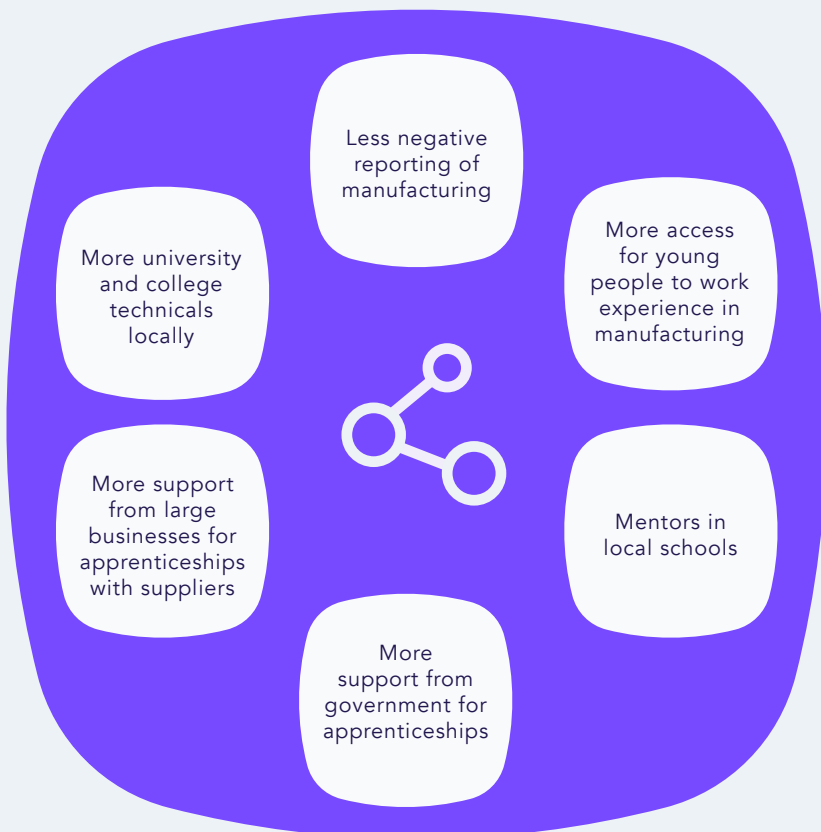 Less negative
reporting of
manufacturing
More access
for young
people to work
experience in
manufacturing
More university
and college
technicals
locally
More support
from large
businesses for
apprenticeships
with suppliers
Mentors in
local schools
More
support from
government for
apprenticeships